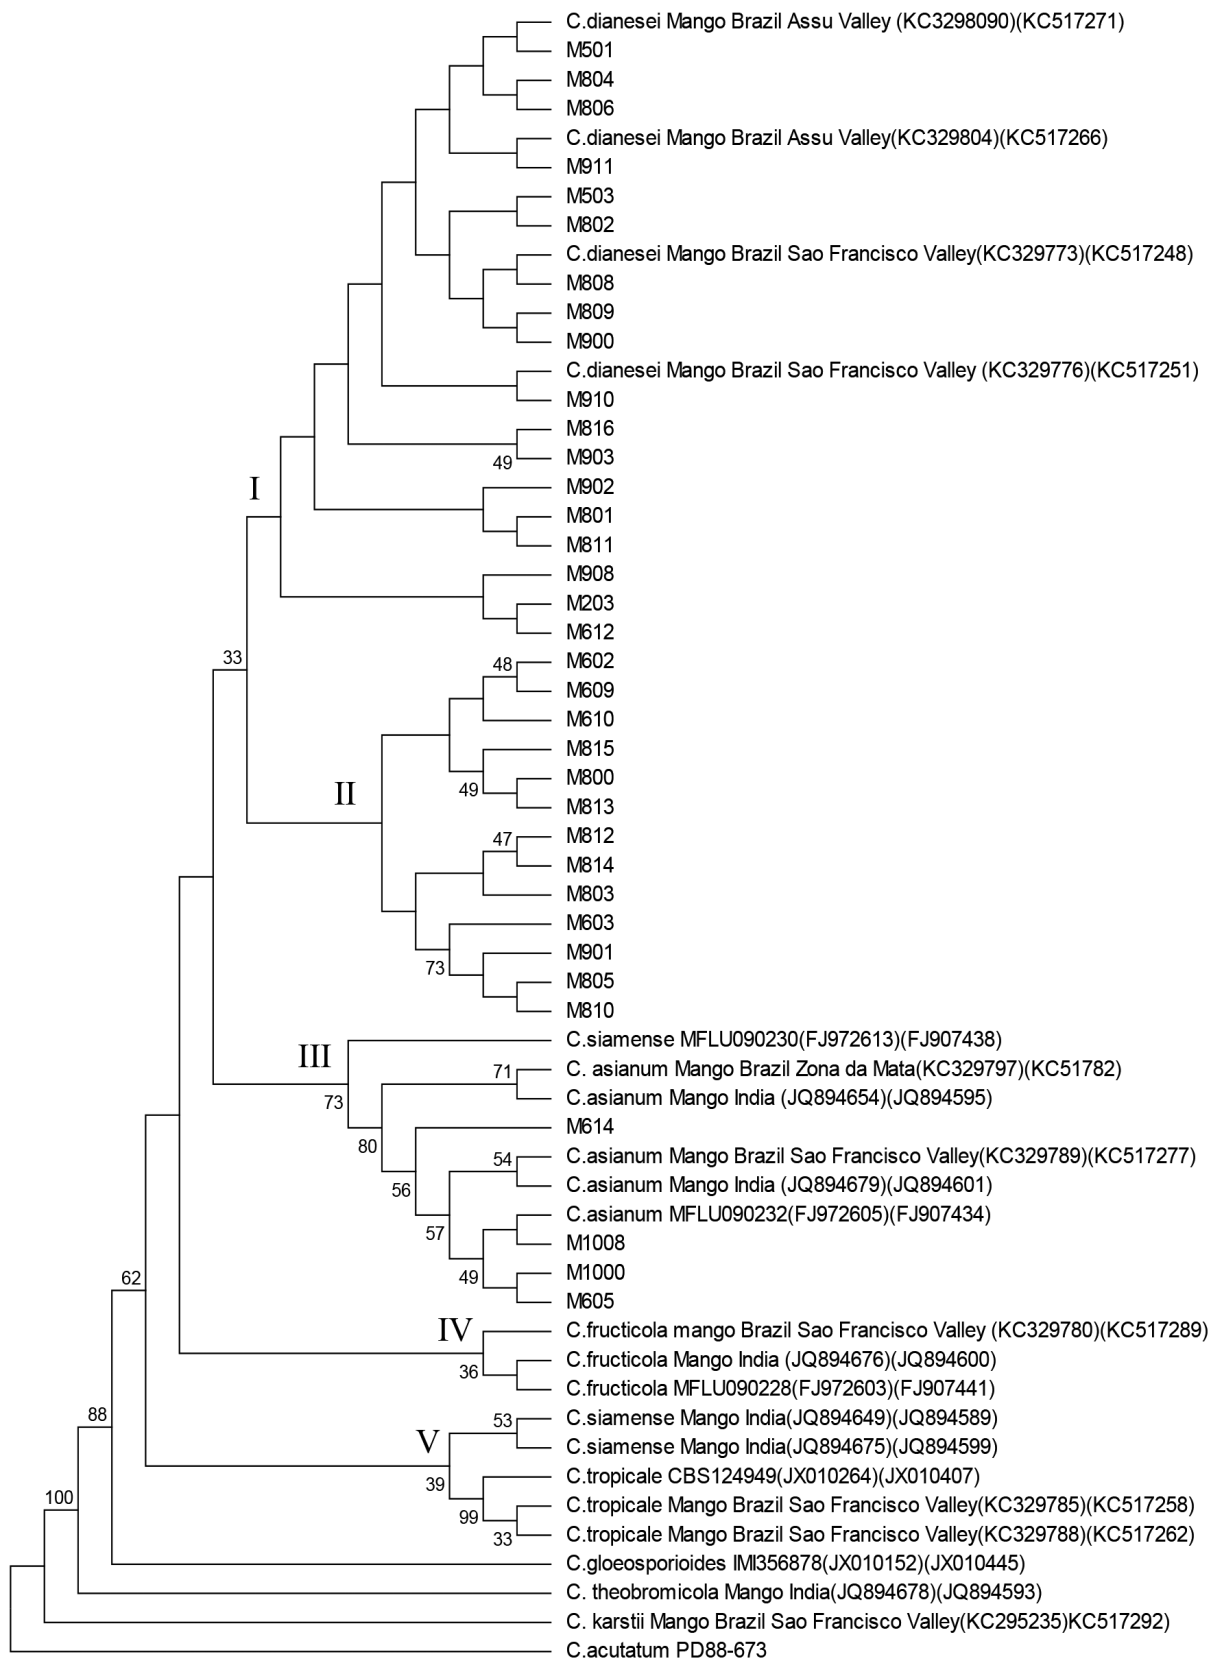 C.dianesei Mango Brazil Assu Valley (KC3298090)(KC517271)
M501
M804
M806
C.dianesei Mango Brazil Assu Valley(KC329804)(KC517266)
M911
M503
M802
C.dianesei Mango Brazil Sao Francisco Valley(KC329773)(KC517248)
M808
M809
M900
C.dianesei Mango Brazil Sao Francisco Valley (KC329776)(KC517251)
M910
M816
49 M903
I M902
M801
M811
M908
M203
M612
33
48 M602
M609
M610
M815
II 49 M800
M813
47 M812
M814
M803
M603
73 M901
M805
M810
III C.siamense MFLU090230(FJ972613)(FJ907438)
71 C. asianum Mango Brazil Zona da Mata(KC329797)(KC51782)
73 C.asianum Mango India (JQ894654)(JQ894595)
80 M614
54 C.asianum Mango Brazil Sao Francisco Valley(KC329789)(KC517277)
56 C.asianum Mango India (JQ894679)(JQ894601)
57 C.asianum MFLU090232(FJ972605)(FJ907434)
M1008
62 49 M1000
M605
IV C.fructicola mango Brazil Sao Francisco Valley (KC329780)(KC517289)
36 C.fructicola Mango India (JQ894676)(JQ894600)
C.fructicola MFLU090228(FJ972603)(FJ907441)
88 53 C.siamense Mango India(JQ894649)(JQ894589)
V C.siamense Mango India(JQ894675)(JQ894599)
39 C.tropicale CBS124949(JX010264)(JX010407)
100 99 C.tropicale Mango Brazil Sao Francisco Valley(KC329785)(KC517258)
33 C.tropicale Mango Brazil Sao Francisco Valley(KC329788)(KC517262)
C.gloeosporioides IMI356878(JX010152)(JX010445)
C. theobromicola Mango India(JQ894678)(JQ894593)
C. karstii Mango Brazil Sao Francisco Valley(KC295235)KC517292)
C.acutatum PD88-673